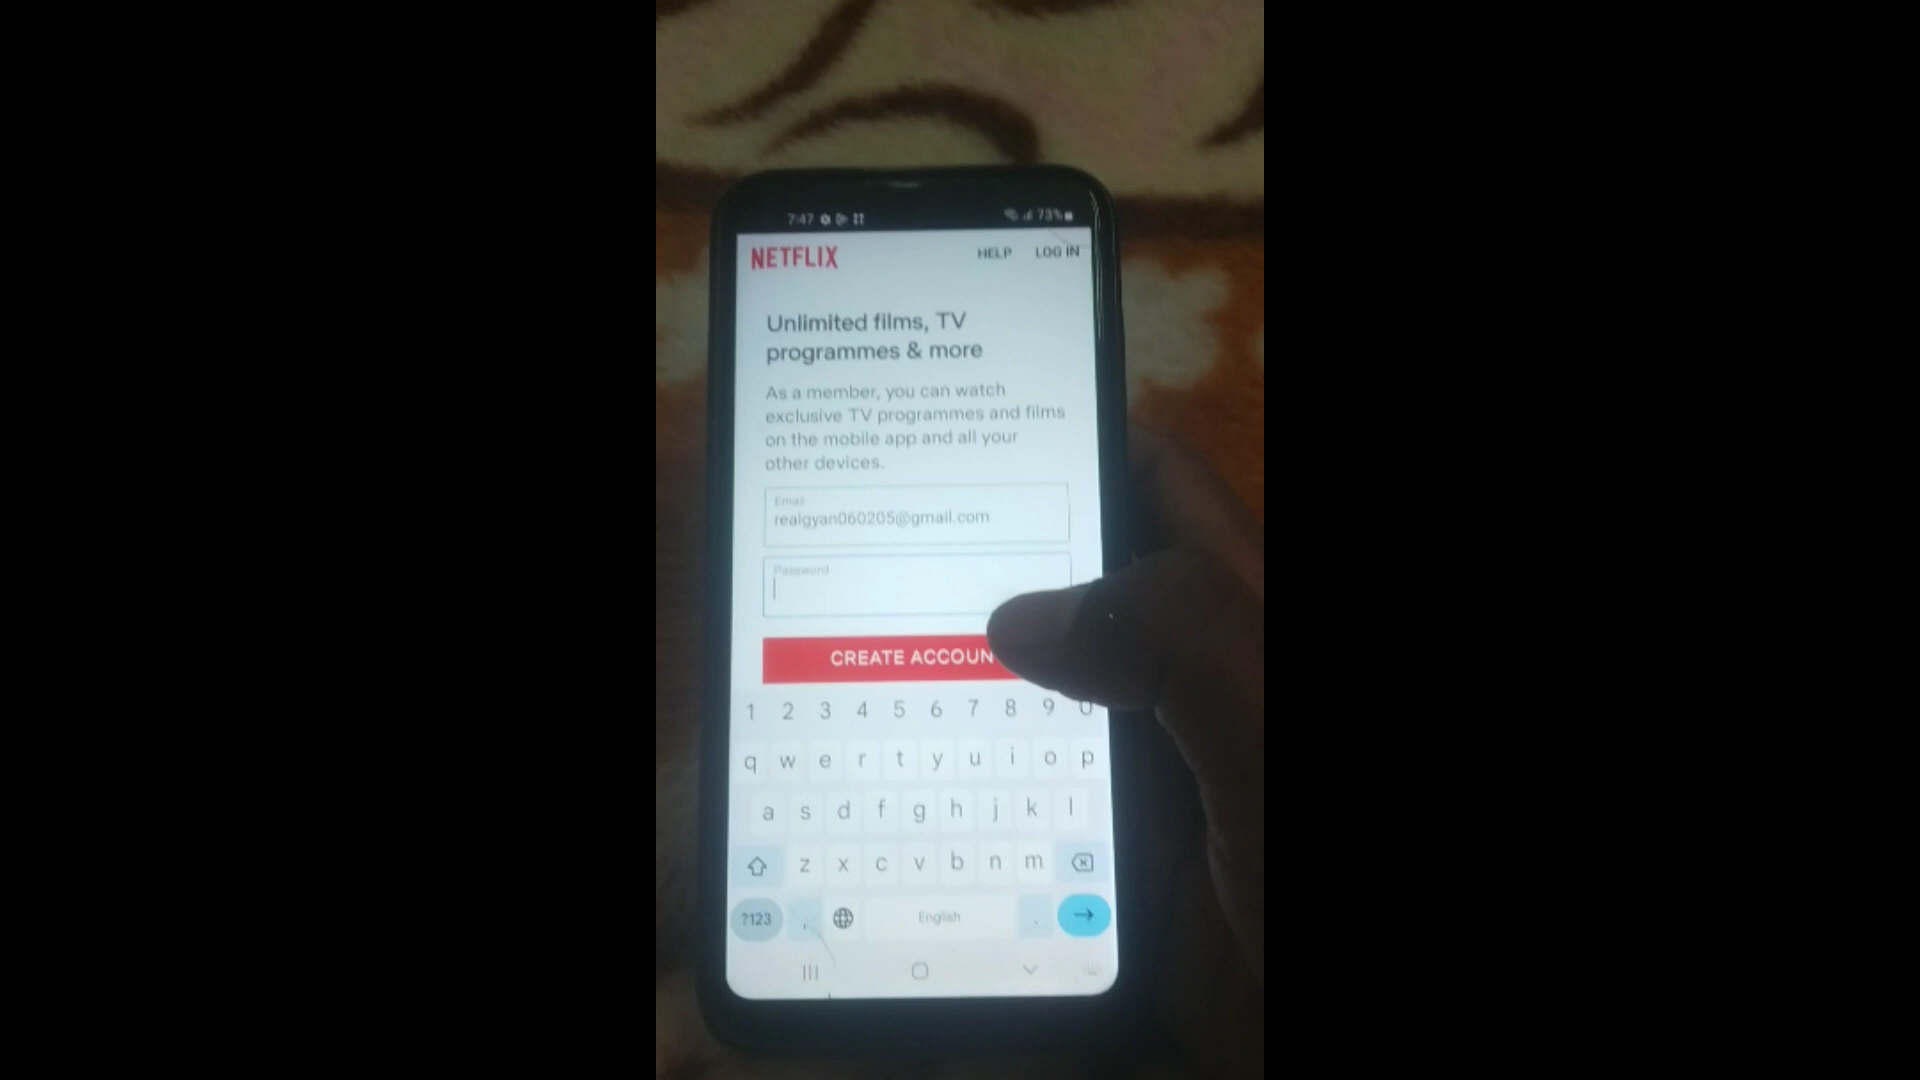 7:47 73%
NETFLIX HELP LOG IN
Unlimited films, TV
programmes & more
As a member, you can watch
exclusive TV programmes and films
on the mobile app and all your
other devices.
Email
realgyan060205@gmail.com
Password
CREATE ACCOUN
1 2 3 4 5 6 7 8 9 0
q w e r t y u i o p
a s d f g h j k l
z x c v b n m
?123 , English .